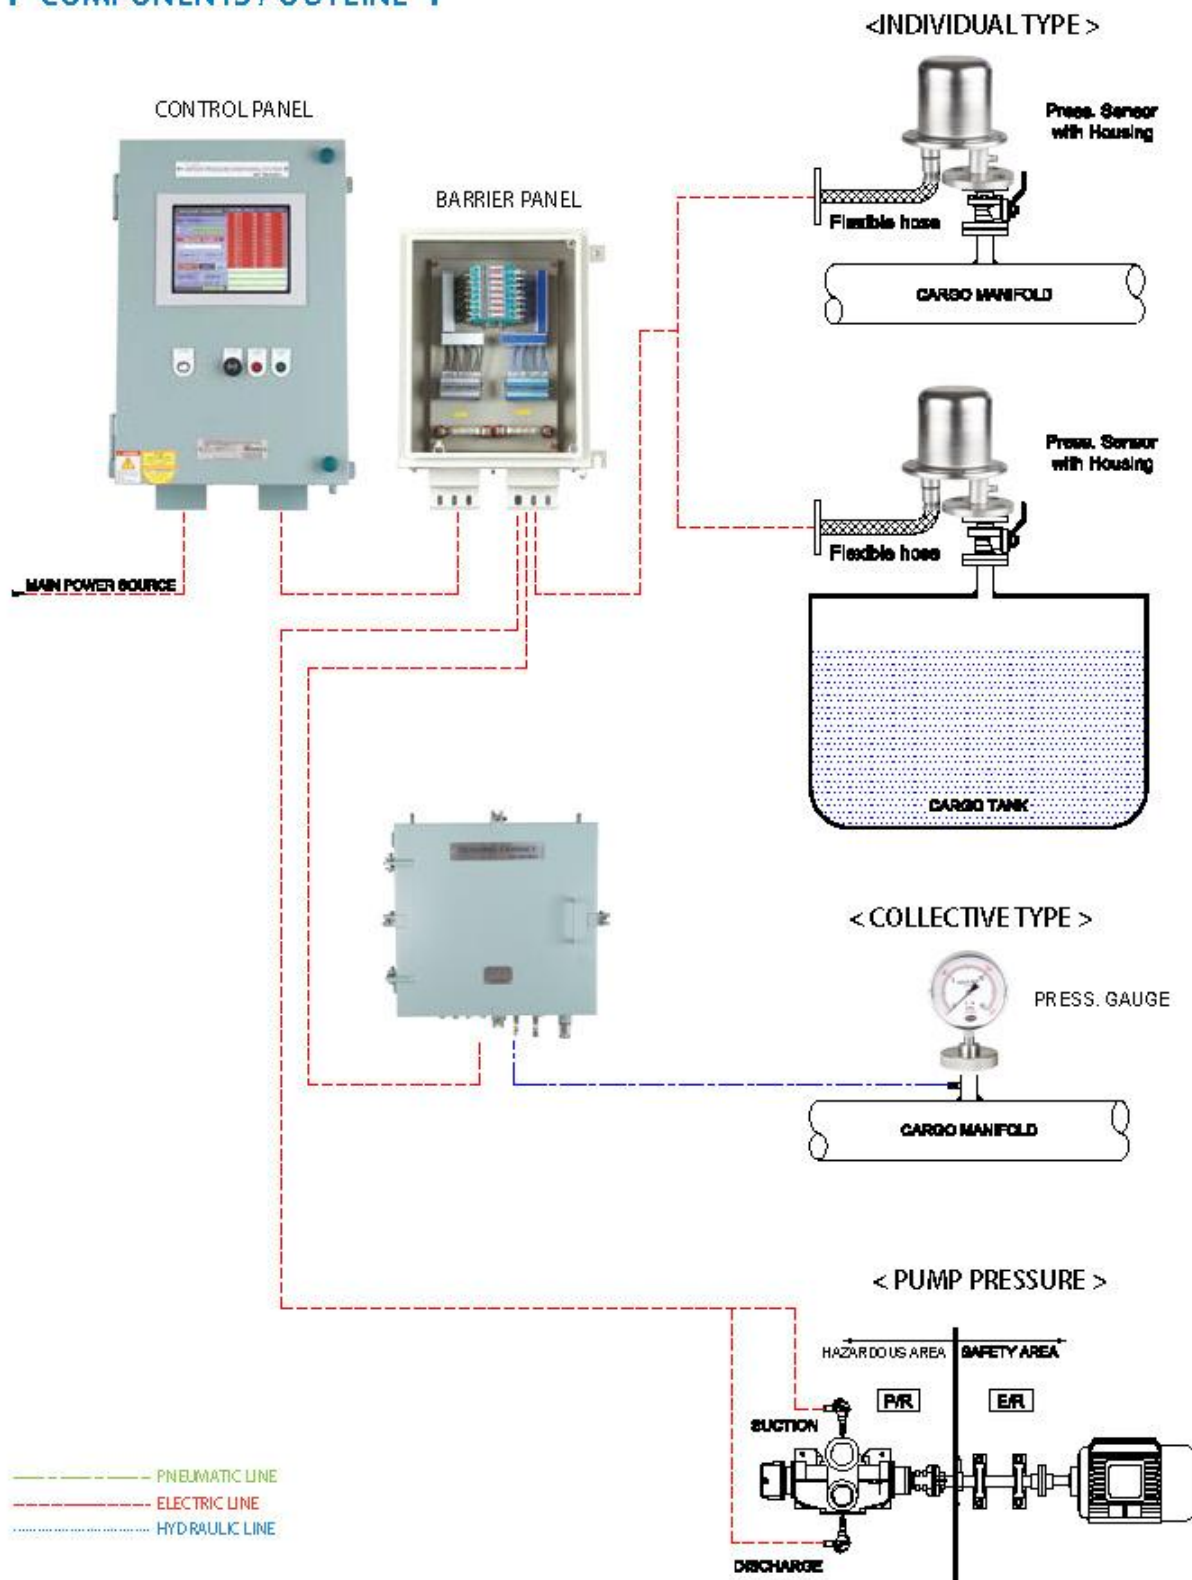 COMPONENTS / OUTLINE
<INDIVIDUAL TYPE >
CONTROL PANEL
Press. Sensor
with Housing
BARRIER PANEL
Flexible hose
CARGO MANIFOLD
Press. Sensor
with Housing
Flexible hose
MAIN POWER SOURCE
CARGO TANK
< COLLECTIVE TYPE >
PRESS. GAUGE
CARGO MANIFOLD
< PUMP PRESSURE >
HAZARDOUS AREA
SAFETY AREA
P/R
E/R
SUCTION
PNEUMATIC LINE
ELECTRIC LINE
HYDRAULIC LINE
DISCHARGE